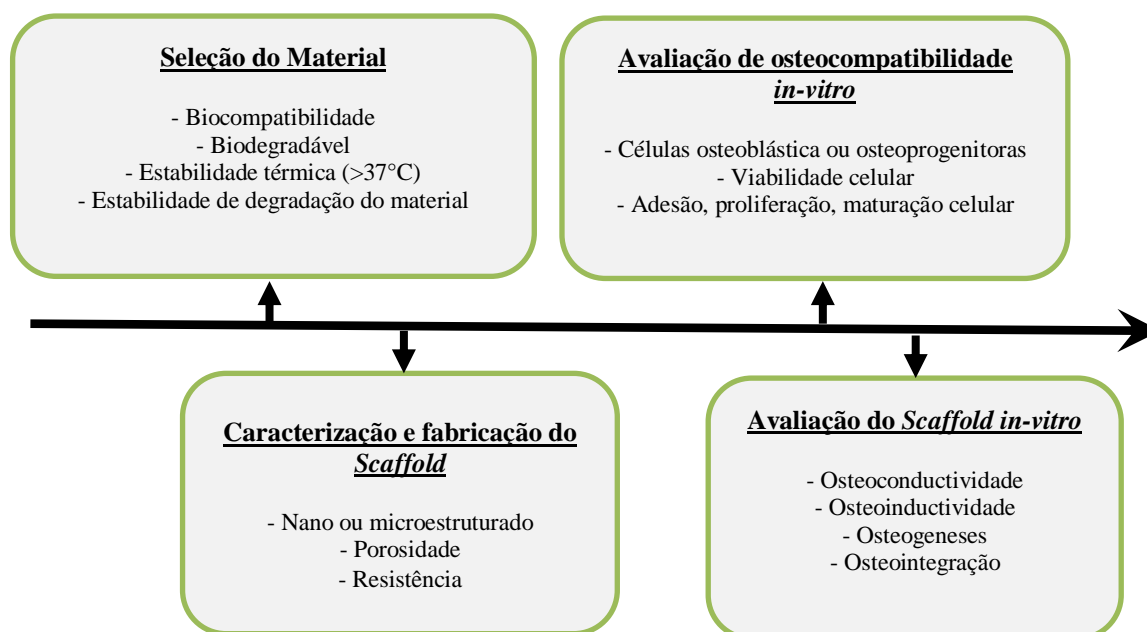 Seleção do Material
- Biocompatibilidade
- Biodegradável
- Estabilidade térmica (>37°C)
- Estabilidade de degradação do material
Caracterização e fabricação do
Scaffold
- Nano ou microestruturado
- Porosidade
- Resistência
Avaliação de osteocompatibilidade
in-vitro
- Células osteoblástica ou osteoprogenitoras
- Viabilidade celular
- Adesão, proliferação, maturação celular
Avaliação do Scaffold in-vitro
- Osteoconductividade
- Osteoinductividade
- Osteogeneses
- Osteointegração